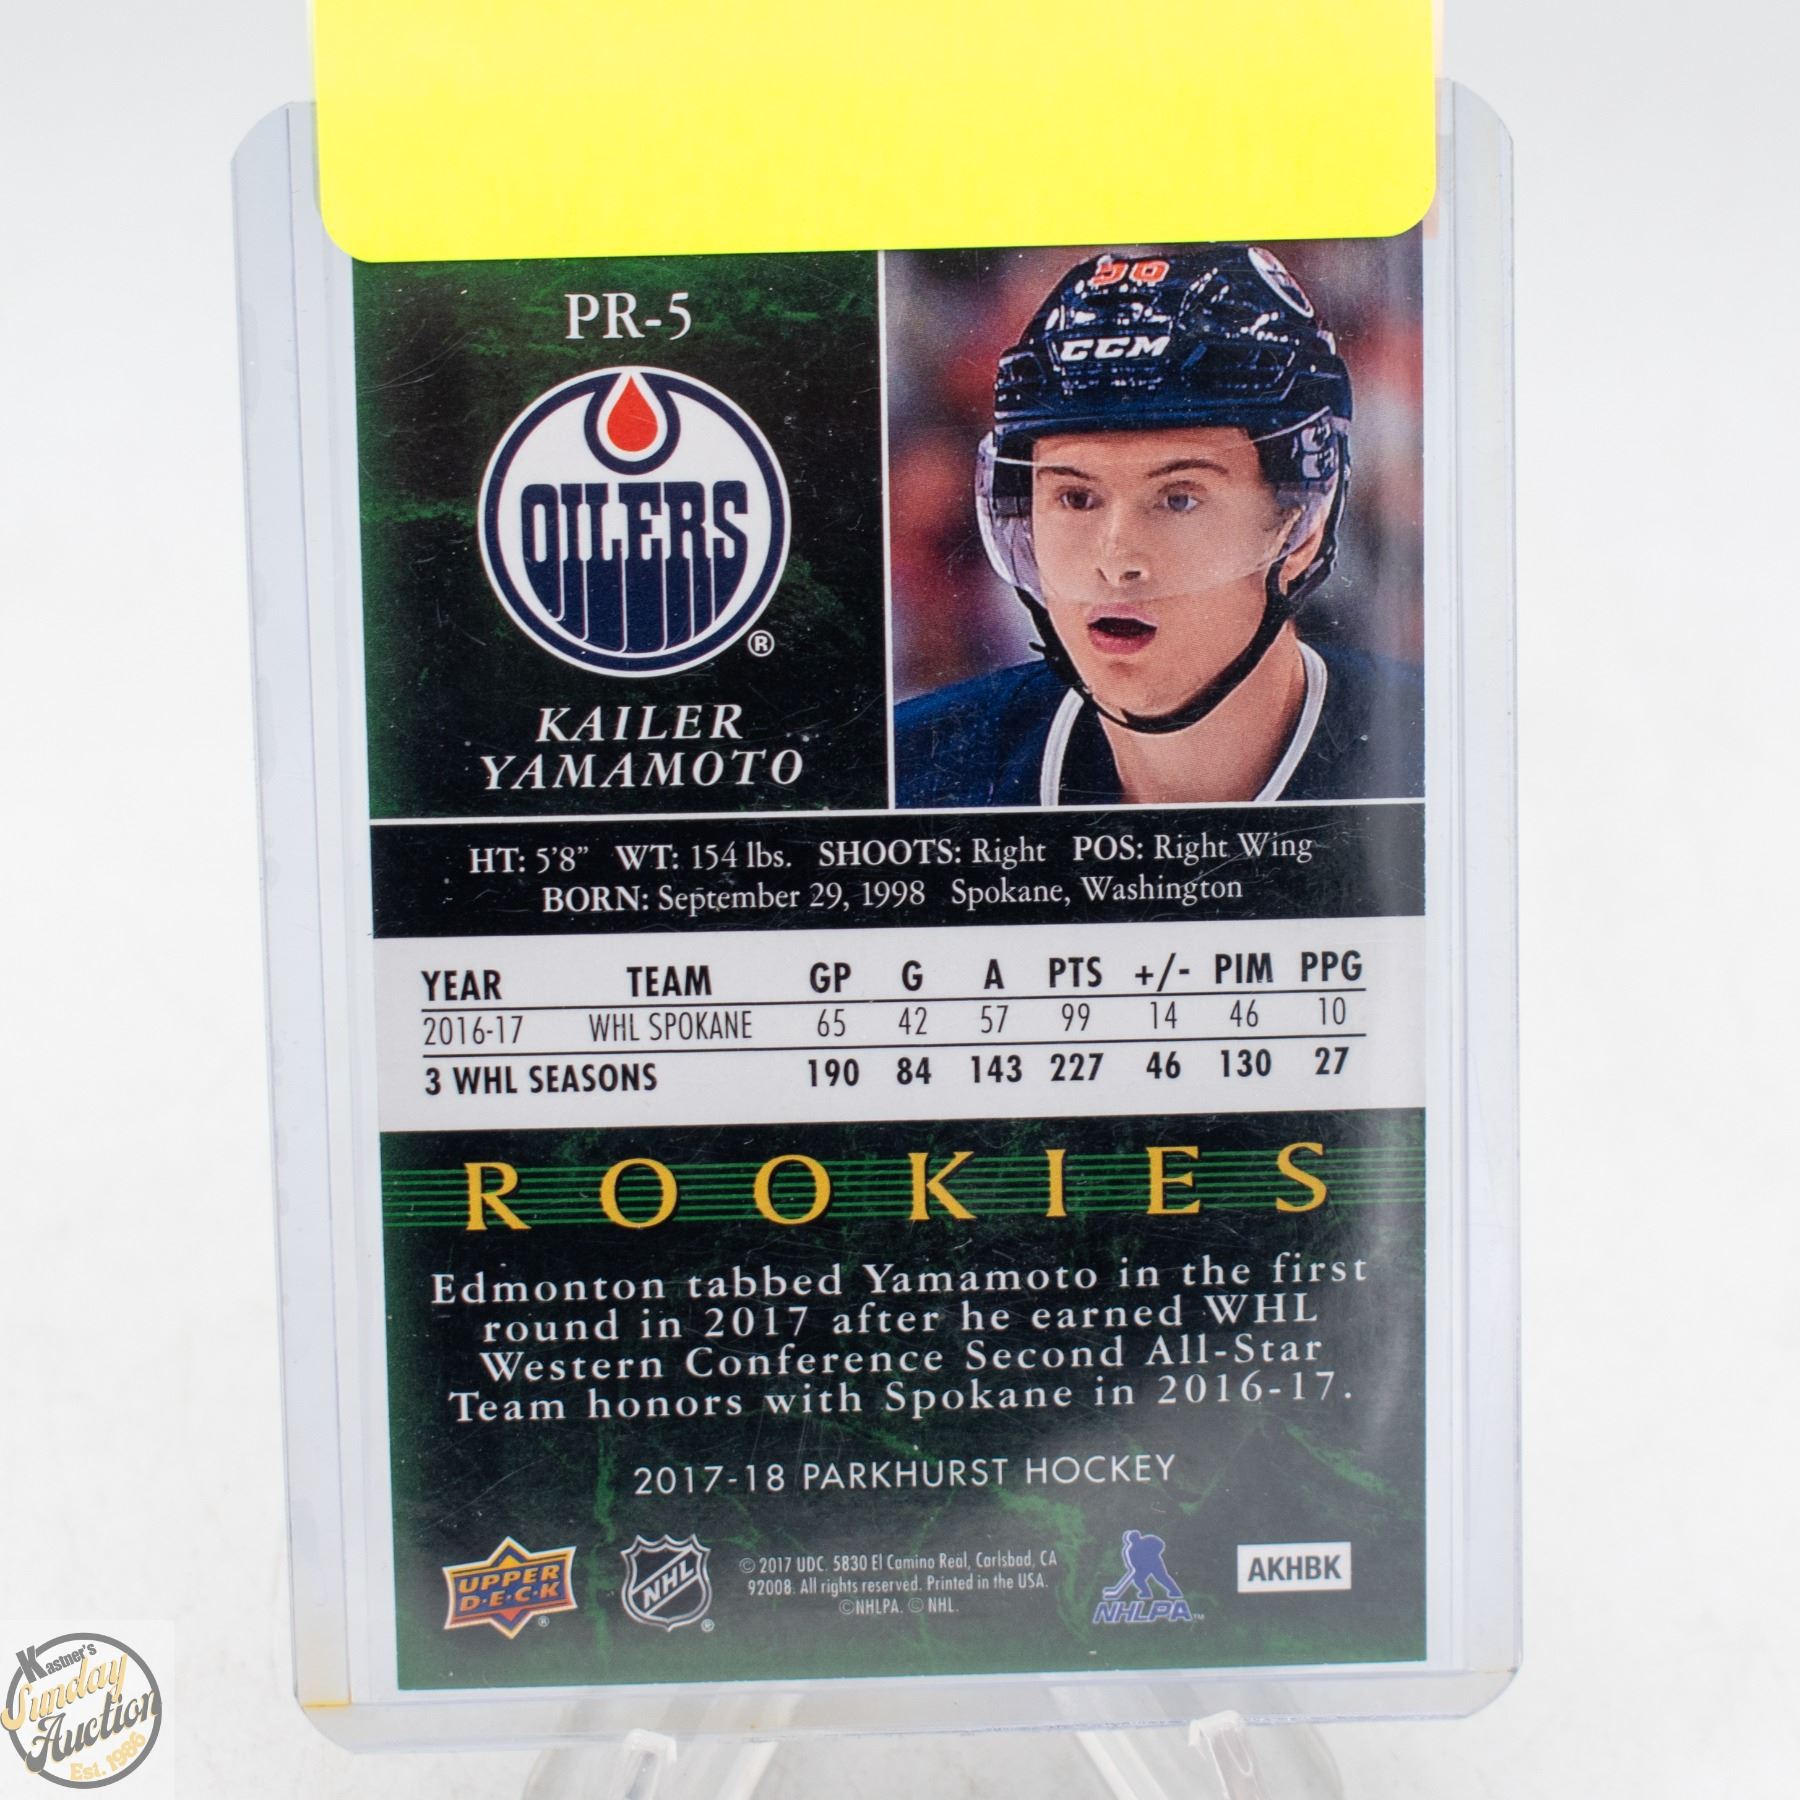 PR-5
OILERS
®
KAILER
YAMAMOTO
CCM
HT: 5'8" WT: 154 lbs. SHOOTS: Right POS: Right Wing
BORN: September 29, 1998 Spokane, Washington
YEAR TEAM GP G A PTS +/- PIM PPG
2016-17 WHL SPOKANE 65 42 57 99 14 46 10
3 WHL SEASONS 190 84 143 227 46 130 27
ROOKIES
Edmonton tabbed Yamamoto in the first
round in 2017 after he earned WHL
Western Conference Second All-Star
Team honors with Spokane in 2016-17.
2017-18 PARKHURST HOCKEY
UPPER
D·E·C·K
®
NHL
®
© 2017 UDC. 5830 El Camino Real, Carlsbad, CA
92008. All rights reserved. Printed in the USA.
©NHLPA. © NHL.
NHLPA™
AKHBK
Kastner's
Sunday
Auction
Est. 1986